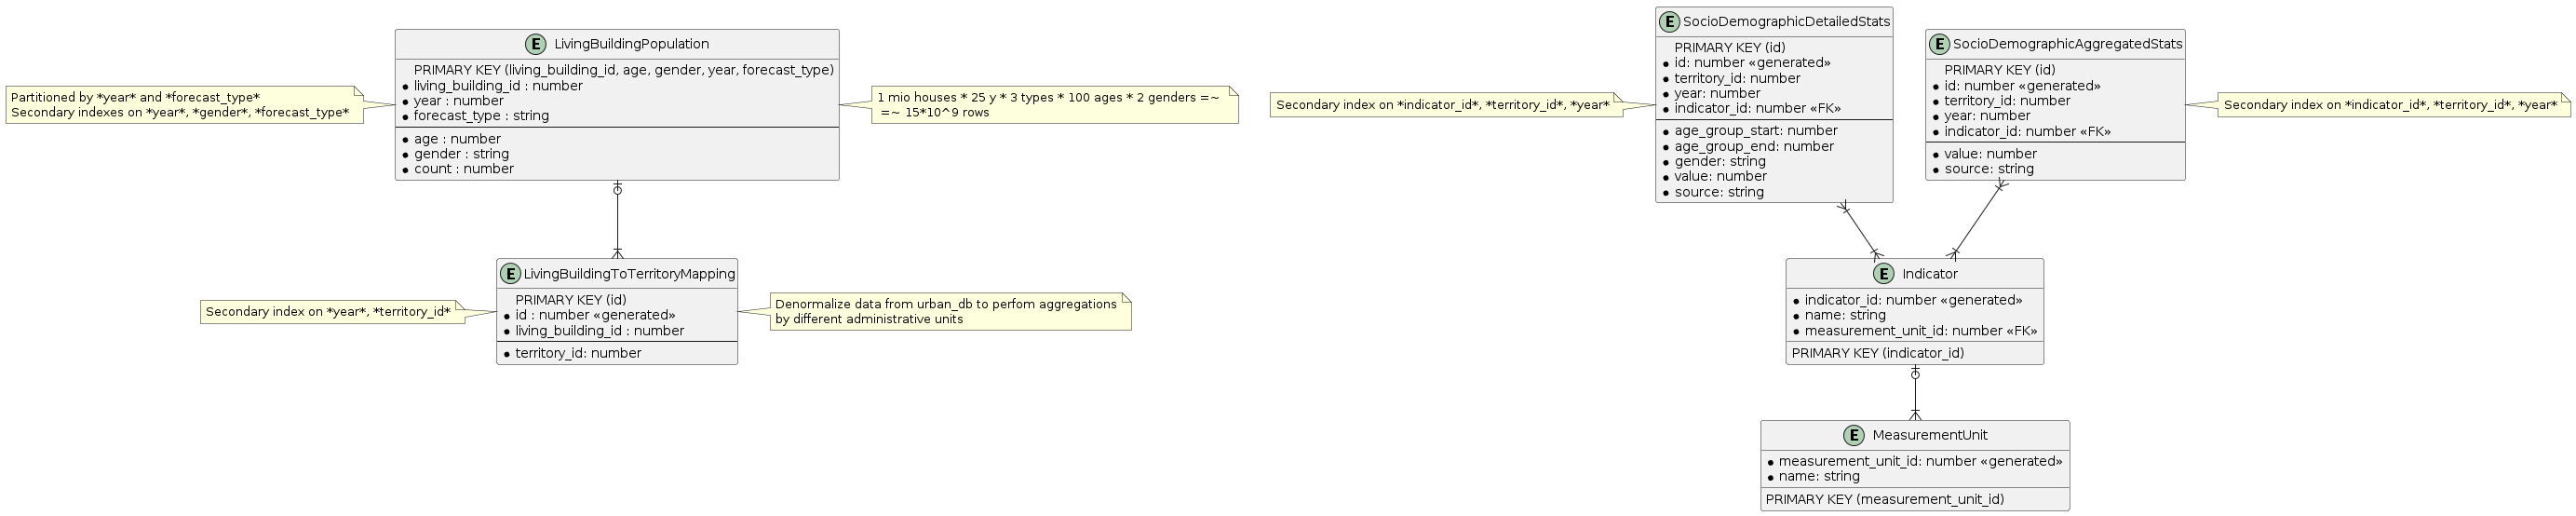 Partitioned by *year* and *forecast_type*
Secondary indexes on *year*, *gender*, *forecast_type*
E LivingBuildingPopulation
PRIMARY KEY (living_building_id, age, gender, year, forecast_type)
living_building_id : number
year : number
forecast_type : string
age : number
gender : string
count : number
1 mio houses * 25 y * 3 types * 100 ages * 2 genders =~
=~ 15*10^9 rows
Secondary index on *year*, *territory_id*
E LivingBuildingToTerritoryMapping
PRIMARY KEY (id)
id : number «generated»
living_building_id : number
territory_id: number
Denormalize data from urban_db to perfom aggregations
by different administrative units
Secondary index on *indicator_id*, *territory_id*, *year*
E SocioDemographicDetailedStats
PRIMARY KEY (id)
id: number «generated»
territory_id: number
year: number
indicator_id: number «FK»
age_group_start: number
age_group_end: number
gender: string
value: number
source: string
E SocioDemographicAggregatedStats
PRIMARY KEY (id)
id: number «generated»
territory_id: number
year: number
indicator_id: number «FK»
value: number
source: string
Secondary index on *indicator_id*, *territory_id*, *year*
E Indicator
indicator_id: number «generated»
name: string
measurement_unit_id: number «FK»
PRIMARY KEY (indicator_id)
E MeasurementUnit
measurement_unit_id: number «generated»
name: string
PRIMARY KEY (measurement_unit_id)